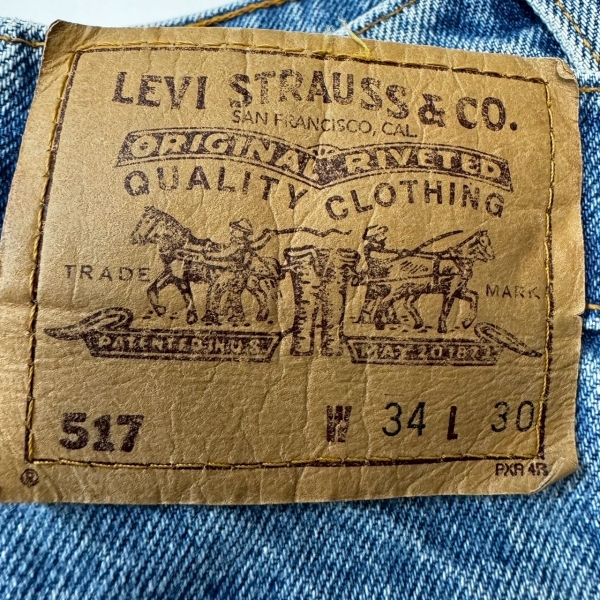 LEVI STRAUSS & CO.
SAN FRANCISCO, CAL.
ORIGINAL RIVETED
QUALITY CLOTHING
TRADE MARK
PATENTED IN U.S. MAY 20 1873
517 W 34 L 30
® PXR 4R